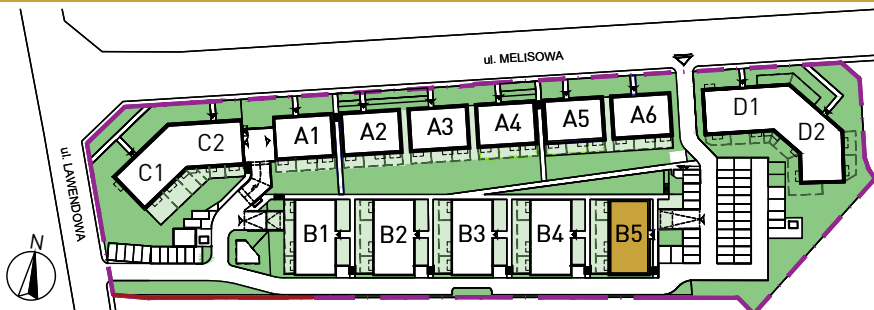 ul. MELISOWA
D1
A6
A5
A4
A3
A2
A1
C2
D2
C1
ul. LAWENDOWA
B1
B2
B3
B4
B5
N